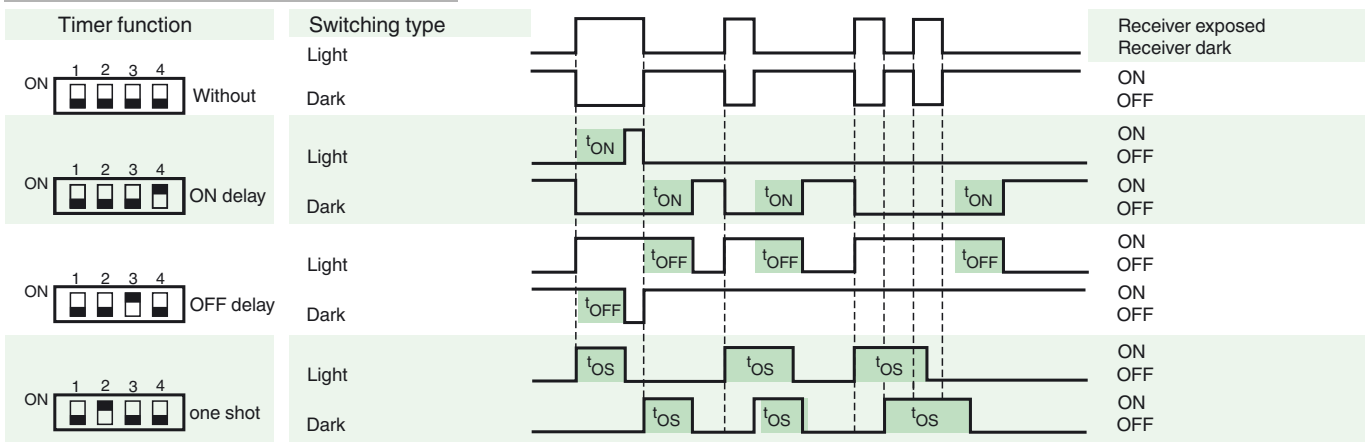 Timer function Switching type Receiver exposed
Light Receiver dark
1 2 3 4
ON Without Dark ON
OFF
Light tON ON
OFF
1 2 3 4
ON ON delay Dark tON tON tON ON
OFF
Light tOFF tOFF tOFF ON
OFF
1 2 3 4
ON OFF delay Dark tOFF ON
OFF
Light tOS tOS tOS ON
OFF
1 2 3 4
ON one shot Dark tOS tOS tOS ON
OFF